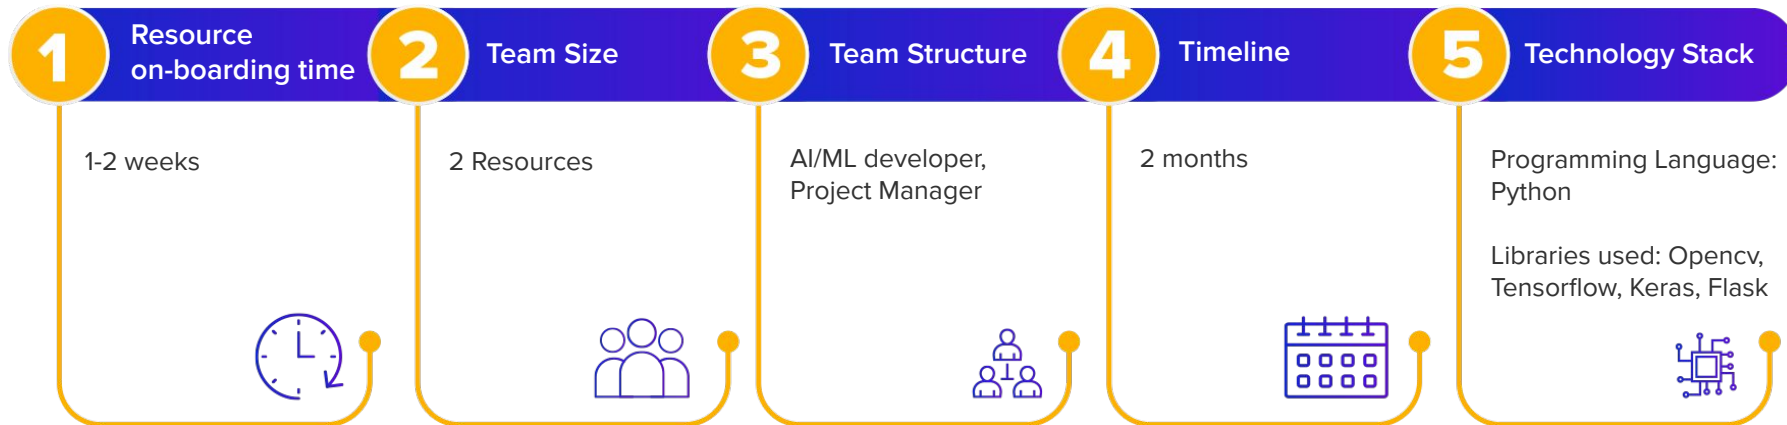 1
Resource
on-boarding time
1-2 weeks
2
Team Size
2 Resources
3
Team Structure
AI/ML developer,
Project Manager
4
Timeline
2 months
5
Technology Stack
Programming Language:
Python
Libraries used: Opencv,
Tensorflow, Keras, Flask